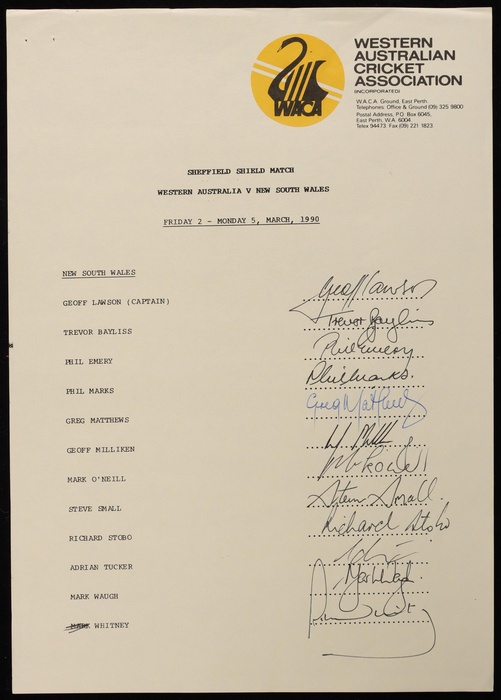 WACA
WESTERN
AUSTRALIAN
CRICKET
ASSOCIATION
(INCORPORATED)
W.A.C.A. Ground, East Perth
Telephones: Office & Ground (09) 325 9800
Postal Address: P.O. Box 6045,
East Perth, W.A. 6004
Telex 94473 Fax (09) 221 1823
SHEFFIELD SHIELD MATCH
WESTERN AUSTRALIA V NEW SOUTH WALES
FRIDAY 2 - MONDAY 5, MARCH, 1990
NEW SOUTH WALES
GEOFF LAWSON (CAPTAIN) Geoff Lawson
TREVOR BAYLISS Trevor Bayliss
PHIL EMERY Phil Emery
PHIL MARKS Phil Marks.
GREG MATTHEWS Greg Matthews
GEOFF MILLIKEN
MARK O'NEILL
STEVE SMALL Steven Small.
RICHARD STOBO Richard Stobo
ADRIAN TUCKER
MARK WAUGH Mark Waugh
WHITNEY